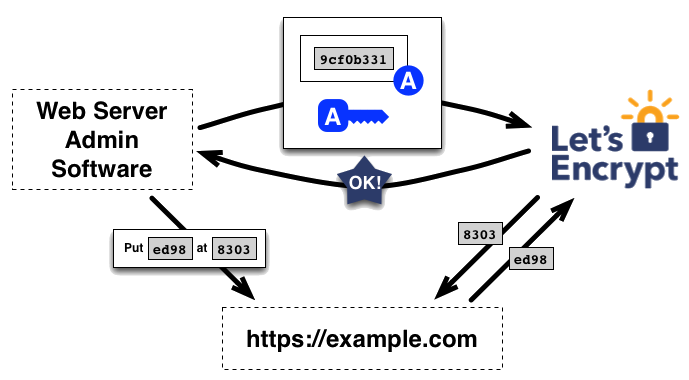 9cf0b331
A
A
Web Server
Admin
Software
Let's
Encrypt
OK!
Put ed98 at 8303
8303
ed98
https://example.com